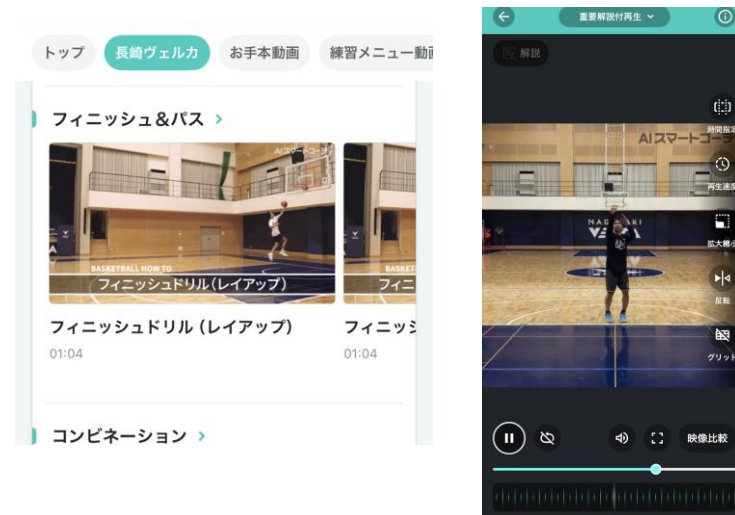 トップ
長崎ヴェルカ
お手本動画
練習メニュー動画
フィニッシュ&パス
AIスマートコーチ
BASKETBALL HOW TO
フィニッシュドリル(レイアップ)
BASKET
フィニ
フィニッシュドリル(レイアップ)
01:04
フィニッシ
01:04
コンビネーション
重要解説付再生
解説
時間指定
AIスマートコーチ
再生速度
拡大縮小
反転
グリッド
映像比較